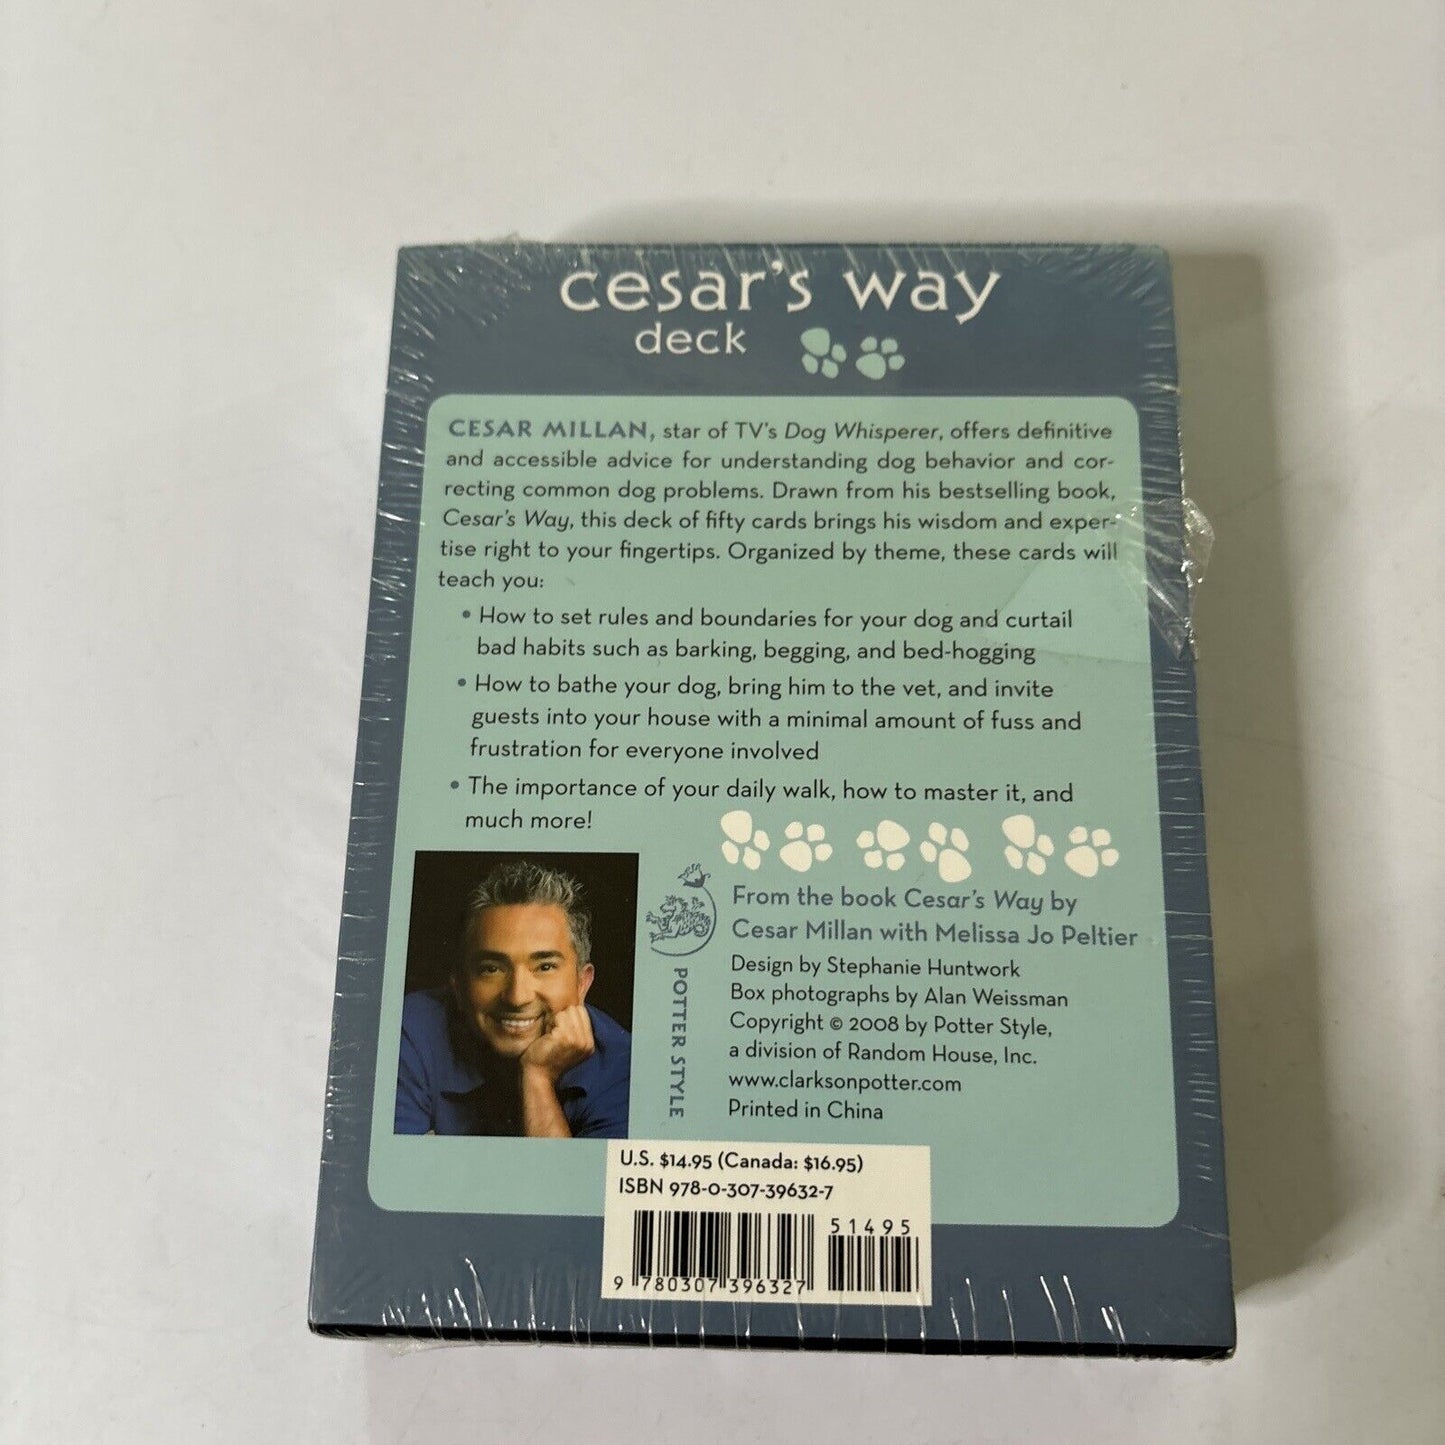 cesar's way
deck
CESAR MILLAN, star of TV's Dog Whisperer, offers definitive
and accessible advice for understanding dog behavior and cor-
recting common dog problems. Drawn from his bestselling book,
Cesar's Way, this deck of fifty cards brings his wisdom and exper-
tise right to your fingertips. Organized by theme, these cards will
teach you:
• How to set rules and boundaries for your dog and curtail
bad habits such as barking, begging, and bed-hogging
• How to bathe your dog, bring him to the vet, and invite
guests into your house with a minimal amount of fuss and
frustration for everyone involved
• The importance of your daily walk, how to master it, and
much more!
From the book Cesar's Way by
Cesar Millan with Melissa Jo Peltier
Design by Stephanie Huntwork
Box photographs by Alan Weissman
Copyright © 2008 by Potter Style,
a division of Random House, Inc.
www.clarksonpotter.com
Printed in China
POTTER STYLE
U.S. $14.95 (Canada: $16.95)
ISBN 978-0-307-39632-7
51495
9 780307 396327